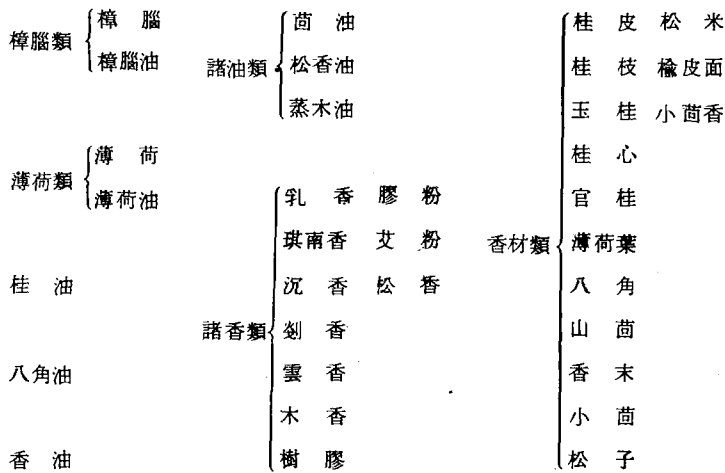 樟腦類
樟腦
樟腦油
薄荷類
薄荷
薄荷油
桂油
八角油
香油
諸油類
茴油
松香油
蒸木油
諸香類
乳香 膠粉
琪南香 艾粉
沉香 松香
剡香
雲香
木香
樹膠
香材類
桂皮 松米
桂枝 楡皮面
玉桂 小茴香
桂心
官桂
薄荷葉
八角
山茴
香末
小茴
松子